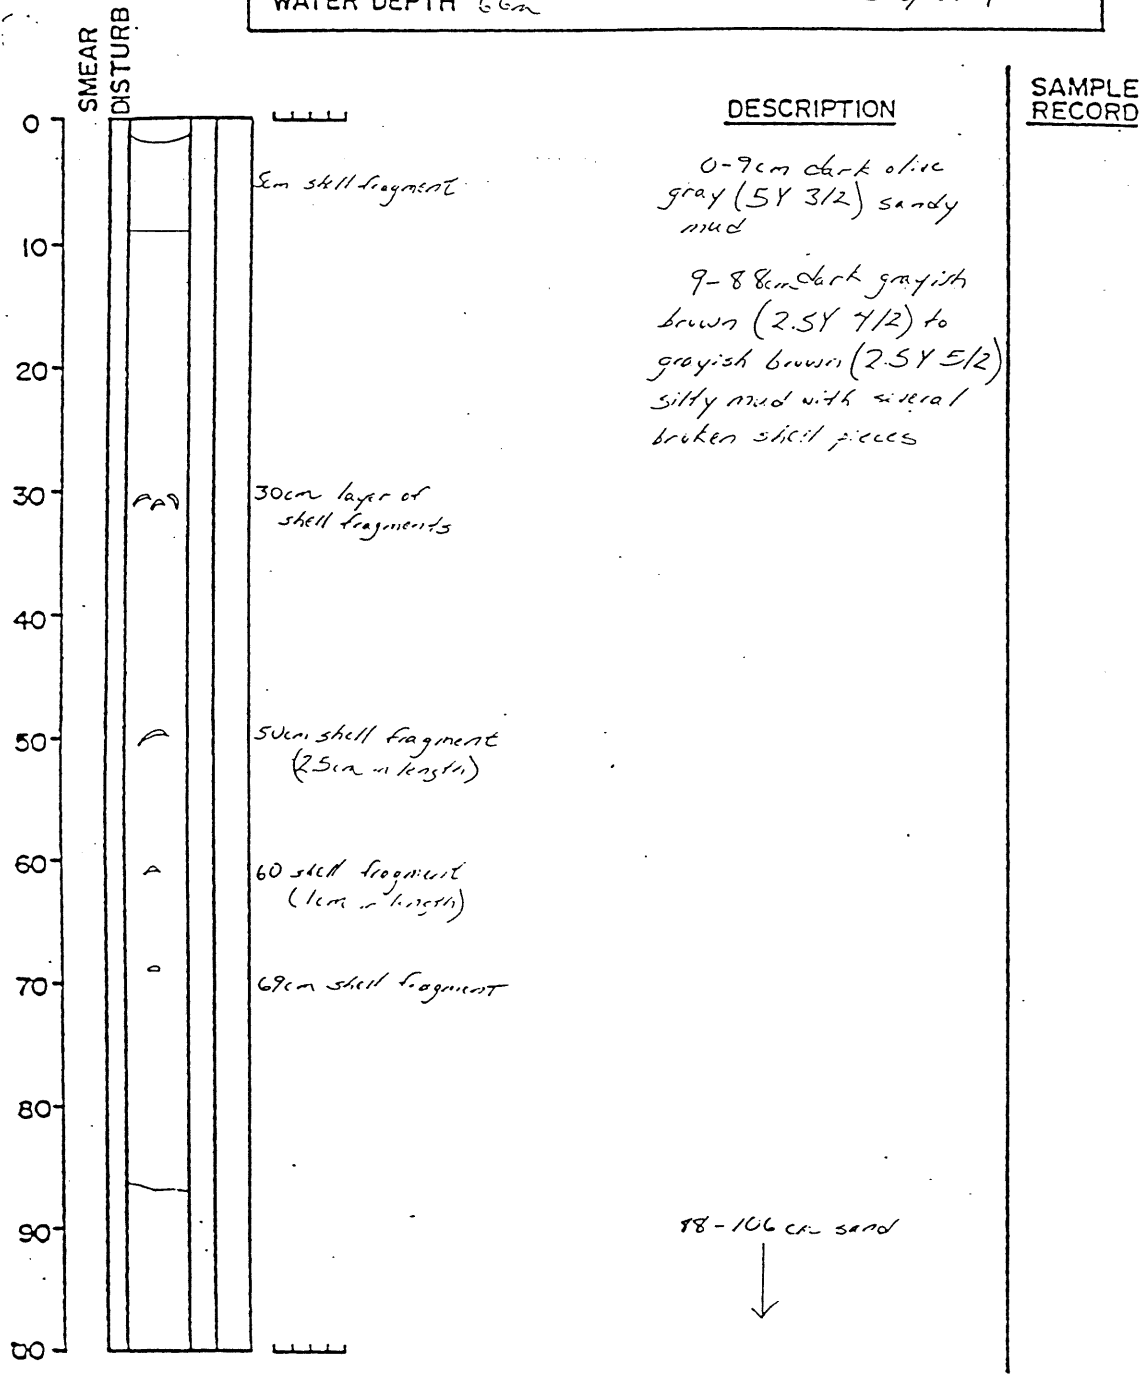 WATER DEPTH 66m
SMEAR
DISTURB
DESCRIPTION
SAMPLE
RECORD
0
10
20
30
40
50
60
70
80
90
00
5cm shell fragment
30cm layer of
shell fragments
50cm shell fragment
(2.5cm in length)
60 shell fragment
(1cm in length)
69cm shell fragment
0-9cm dark olive
gray (5Y 3/2) sandy
mud
9-88cm dark grayish
brown (2.5Y 4/2) to
grayish brown (2.5Y 5/2)
silty mud with several
broken shell pieces
88-106 cm sand